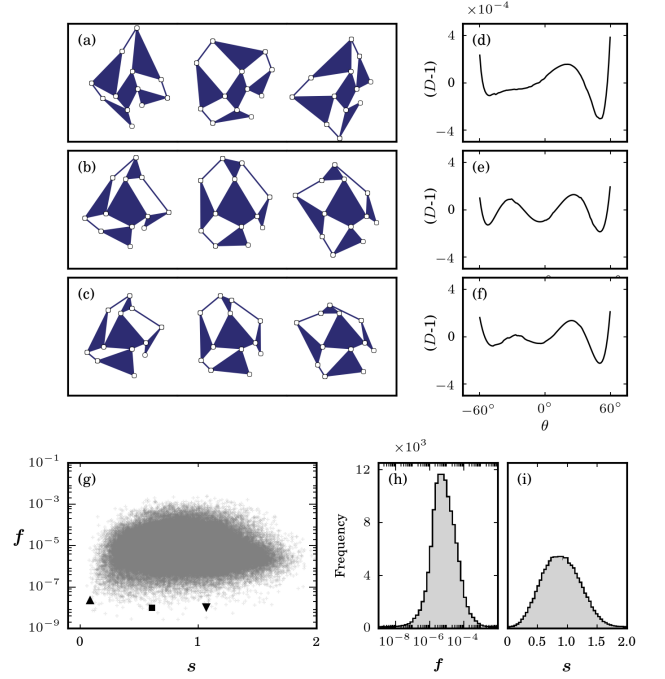 ×10⁻⁴
(a)
(d)
4
0
−4
(D-1)
(b)
(e)
4
0
−4
(D-1)
(c)
(f)
4
0
−4
(D-1)
−60° 0° 60°
θ
×10³
10⁻¹
10⁻³
10⁻⁵
10⁻⁷
10⁻⁹
f
(g)
0 1 2
s
12
8
4
0
Frequency
(h)
10⁻⁸ 10⁻⁶ 10⁻⁴
f
(i)
0 0.5 1.0 1.5 2.0
s